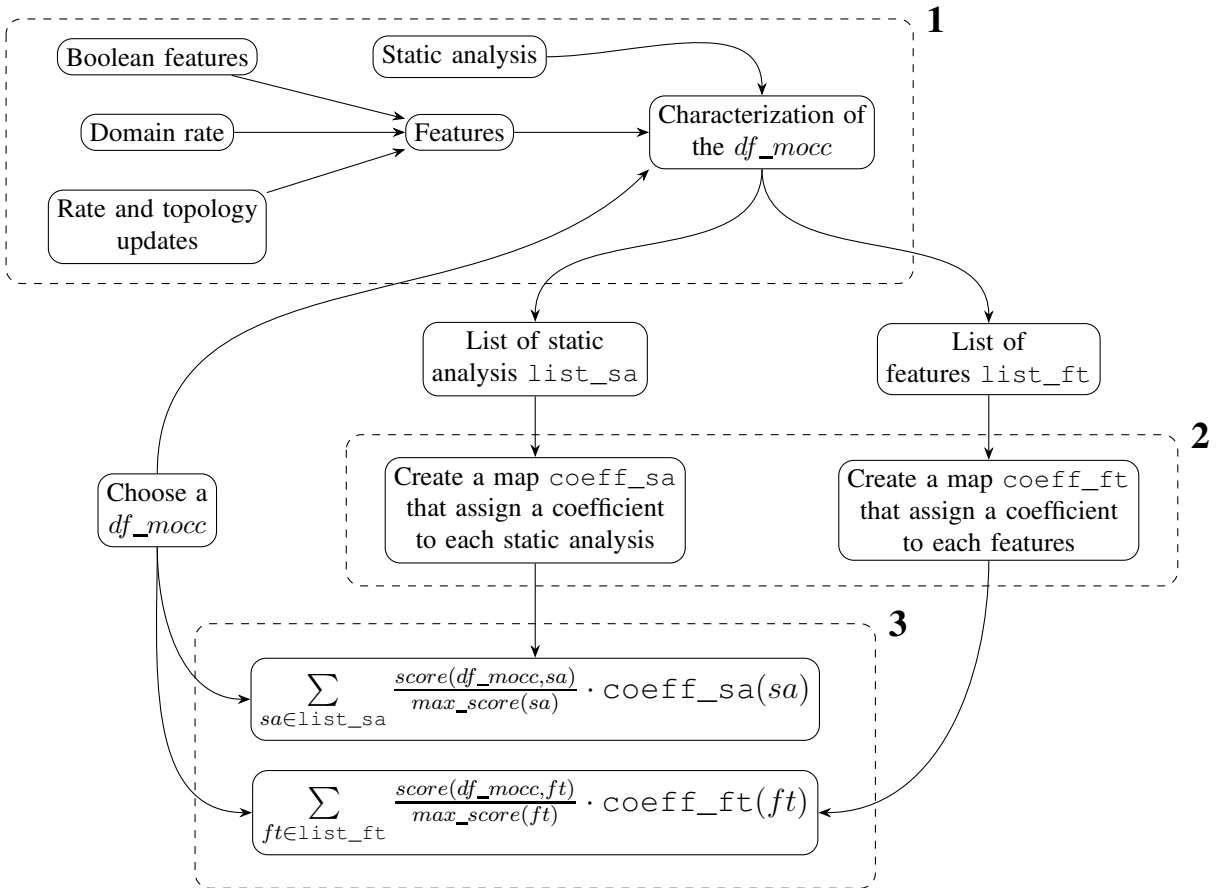 1
Boolean features
Static analysis
Domain rate
Features
Characterization of
the df_mocc
Rate and topology
updates
List of static
analysis list_sa
List of
features list_ft
2
Choose a
df_mocc
Create a map coeff_sa
that assign a coefficient
to each static analysis
Create a map coeff_ft
that assign a coefficient
to each features
3
∑ sa∈list_sa score(df_mocc,sa) / max_score(sa) · coeff_sa(sa)
∑ ft∈list_ft score(df_mocc,ft) / max_score(ft) · coeff_ft(ft)